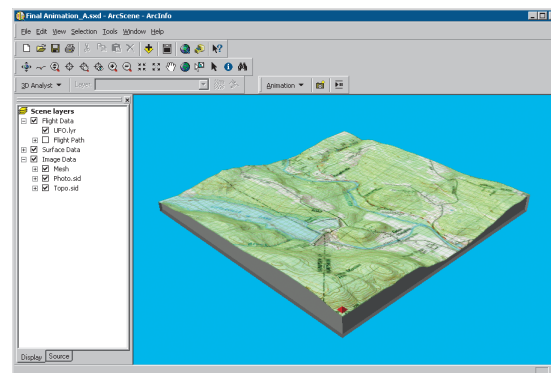 Final Animation_A.sxd - ArcScene - ArcInfo
File Edit View Selection Tools Window Help
3D Analyst Layer: Animation
Scene layers
Flight Data
UFO.lyr
Flight Path
Surface Data
Image Data
Mesh
Photo.sid
Topo.sid
Display Source